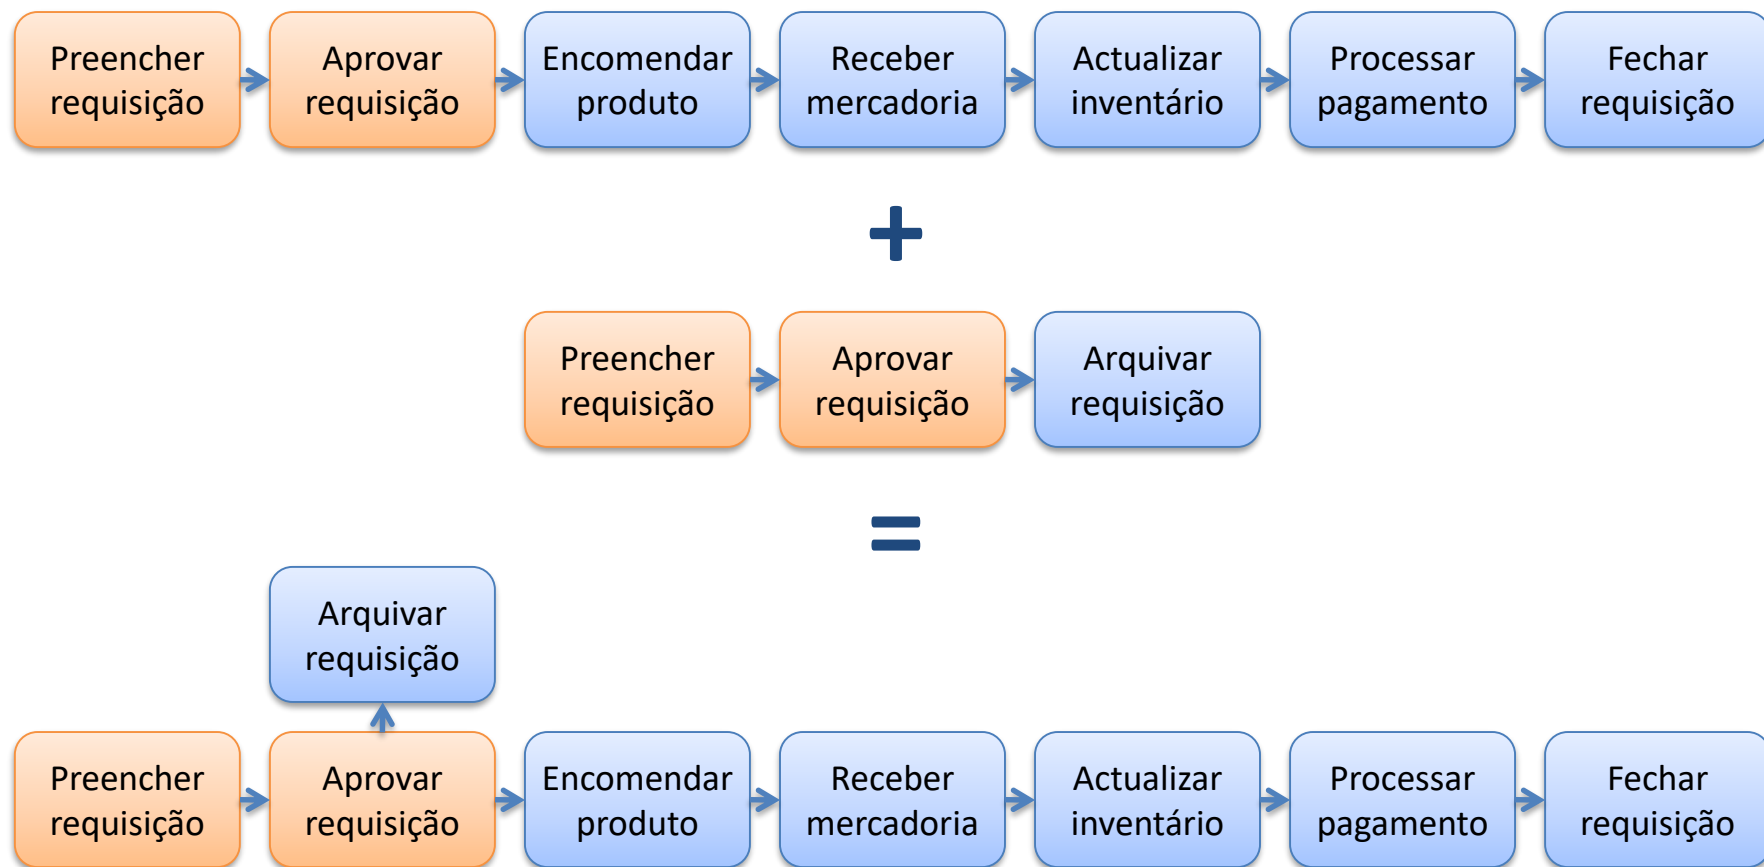 Preencher
requisição
Aprovar
requisição
Encomendar
produto
Receber
mercadoria
Actualizar
inventário
Processar
pagamento
Fechar
requisição
+
Preencher
requisição
Aprovar
requisição
Arquivar
requisição
=
Arquivar
requisição
Preencher
requisição
Aprovar
requisição
Encomendar
produto
Receber
mercadoria
Actualizar
inventário
Processar
pagamento
Fechar
requisição